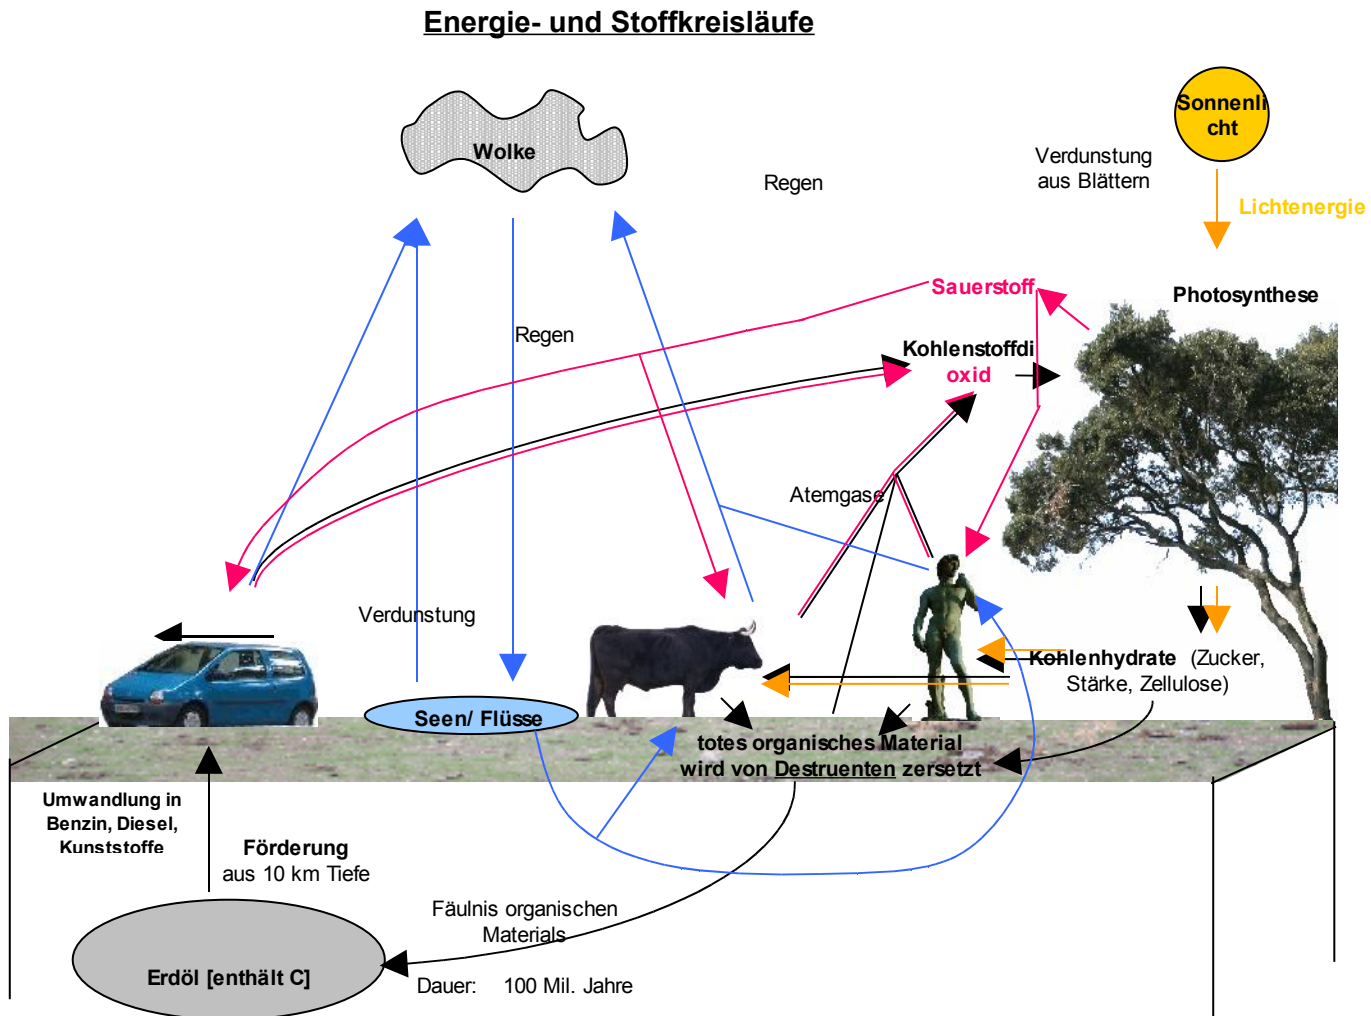 Energie- und Stoffkreisläufe
Sonnenli
cht
Wolke
Verdunstung
aus Blättern
Regen
Lichtenergie
Sauerstoff
Photosynthese
Regen
Kohlenstoffdi
oxid
Atemgase
Verdunstung
Kohlenhydrate (Zucker,
Stärke, Zellulose)
Seen/ Flüsse
totes organisches Material
wird von Destruenten zersetzt
Umwandlung in
Benzin, Diesel,
Kunststoffe
Förderung
aus 10 km Tiefe
Fäulnis organischen
Materials
Erdöl [enthält C]
Dauer: 100 Mil. Jahre